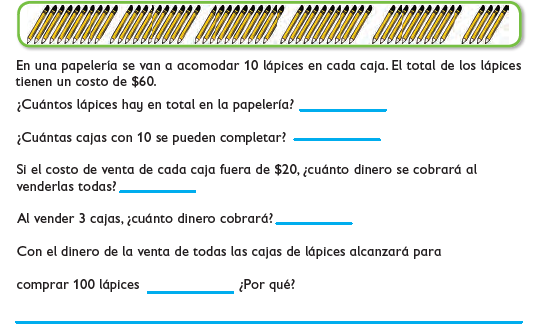 En una papelería se van a acomodar 10 lápices en cada caja. El total de los lápices
tienen un costo de $60.
¿Cuántos lápices hay en total en la papelería?
¿Cuántas cajas con 10 se pueden completar?
Si el costo de venta de cada caja fuera de $20, ¿cuánto dinero se cobrará al
venderlas todas?
Al vender 3 cajas, ¿cuánto dinero cobrará?
Con el dinero de la venta de todas las cajas de lápices alcanzará para
comprar 100 lápices ¿Por qué?